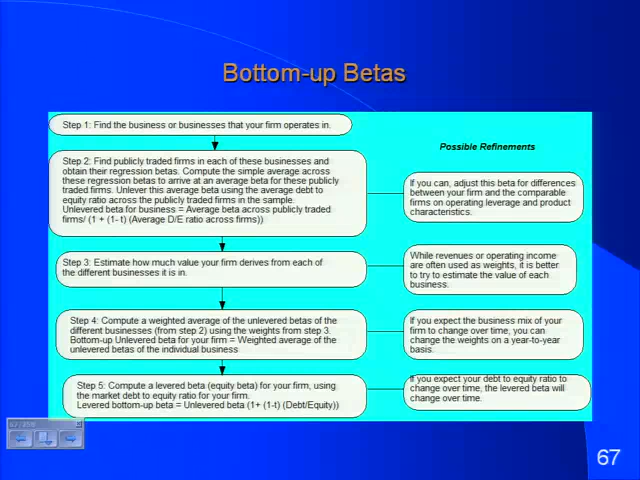 Bottom-up Betas
Step 1: Find the business or businesses that your firm operates in.
Possible Refinements
Step 2: Find publicly traded firms in each of these businesses and
obtain their regression betas. Compute the simple average across
these regression betas to arrive at an average beta for these publicly
traded firms. Unlever this average beta using the average debt to
equity ratio across the publicly traded firms in the sample.
Unlevered beta for business = Average beta across publicly traded
firms/ (1 + (1- t) (Average D/E ratio across firms))
If you can, adjust this beta for differences
between your firm and the comparable
firms on operating leverage and product
characteristics.
Step 3: Estimate how much value your firm derives from each of
the different businesses it is in.
While revenues or operating income
are often used as weights, it is better
to try to estimate the value of each
business.
Step 4: Compute a weighted average of the unlevered betas of the
different businesses (from step 2) using the weights from step 3.
Bottom-up Unlevered beta for your firm = Weighted average of the
unlevered betas of the individual business
If you expect the business mix of your
firm to change over time, you can
change the weights on a year-to-year
basis.
Step 5: Compute a levered beta (equity beta) for your firm, using
the market debt to equity ratio for your firm.
Levered bottom-up beta = Unlevered beta (1+ (1-t) (Debt/Equity))
If you expect your debt to equity ratio to
change over time, the levered beta will
change over time.
67